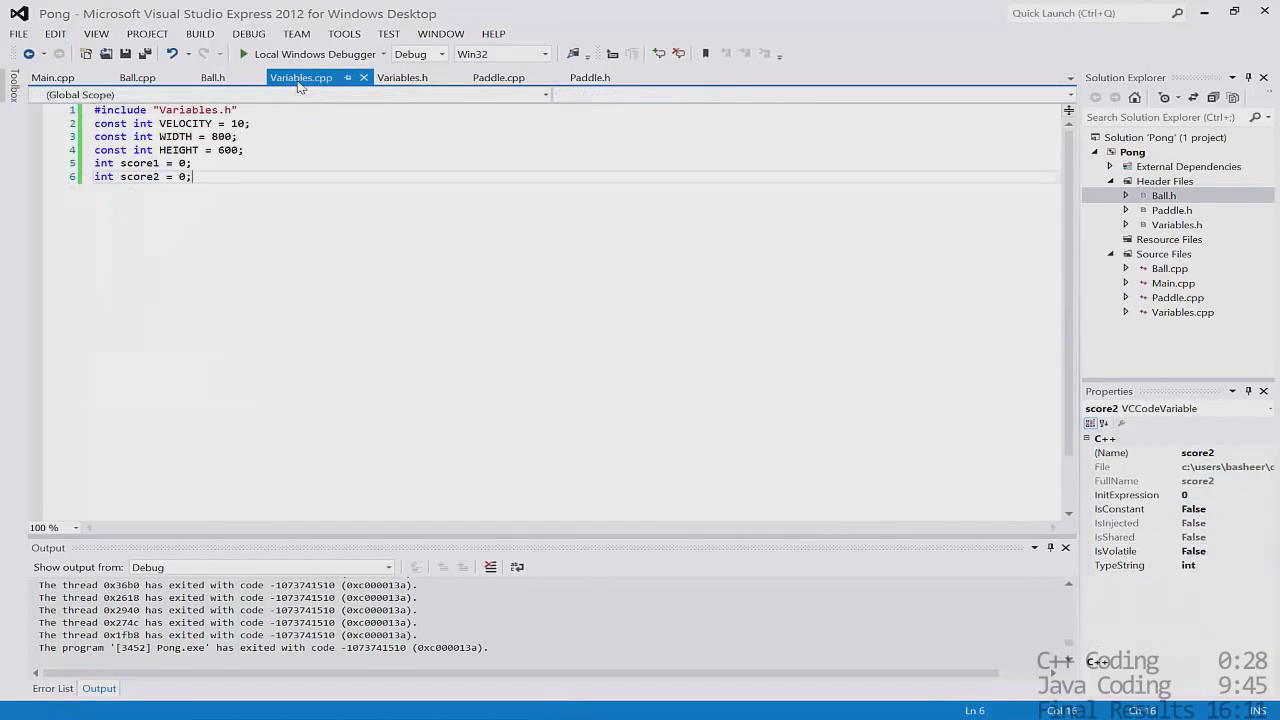 Pong - Microsoft Visual Studio Express 2012 for Windows Desktop
Quick Launch (Ctrl+Q)
FILE EDIT VIEW PROJECT BUILD DEBUG TEAM TOOLS TEST WINDOW HELP
Local Windows Debugger Debug Win32
Toolbox
Main.cpp Ball.cpp Ball.h Variables.cpp Variables.h Paddle.cpp Paddle.h
(Global Scope)
1 #include "Variables.h"
2 const int VELOCITY = 10;
3 const int WIDTH = 800;
4 const int HEIGHT = 600;
5 int score1 = 0;
6 int score2 = 0;
100 %
Output
Show output from: Debug
The thread 0x36b0 has exited with code -1073741510 (0xc000013a).
The thread 0x2618 has exited with code -1073741510 (0xc000013a).
The thread 0x2940 has exited with code -1073741510 (0xc000013a).
The thread 0x274c has exited with code -1073741510 (0xc000013a).
The thread 0x1fb8 has exited with code -1073741510 (0xc000013a).
The program '[3452] Pong.exe' has exited with code -1073741510 (0xc000013a).
Error List Output
Solution Explorer
Search Solution Explorer (Ctrl+;)
Solution 'Pong' (1 project)
Pong
External Dependencies
Header Files
Ball.h
Paddle.h
Variables.h
Resource Files
Source Files
Ball.cpp
Main.cpp
Paddle.cpp
Variables.cpp
Properties
score2 VCCodeVariable
C++
(Name) score2
File c:\users\basheer\c
FullName score2
InitExpression 0
IsConstant False
IsInjected False
IsShared False
IsVolatile False
TypeString int
C++
C++ Coding 0:28
Java Coding 9:45
Final Results 16:11
Ln 6 Col 16 Ch 16 INS